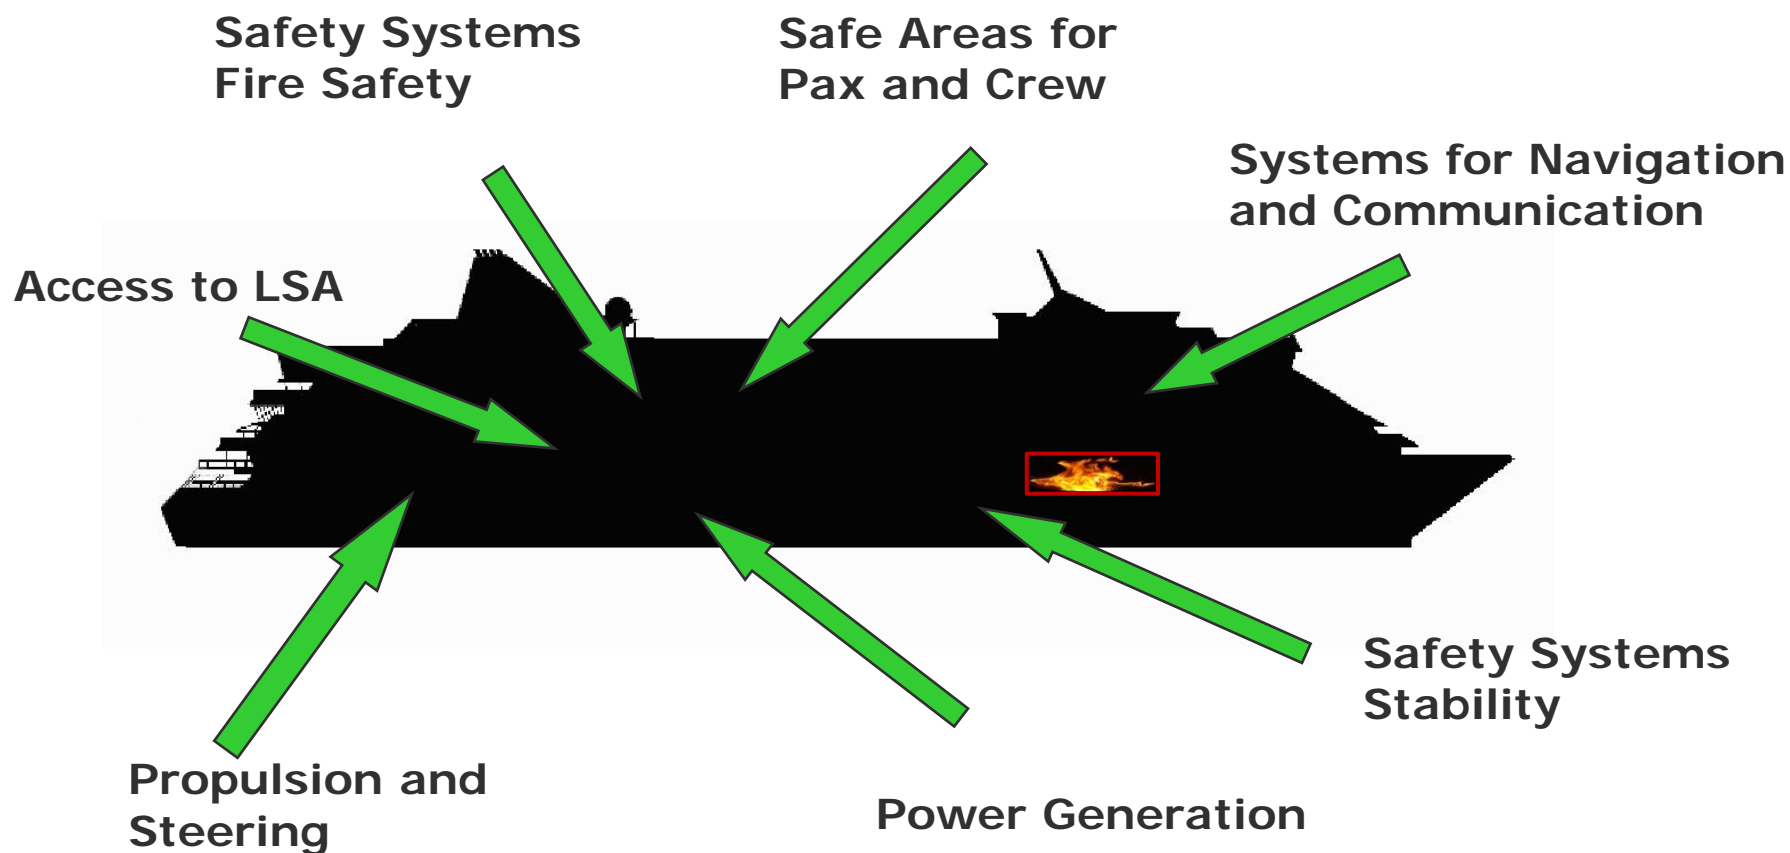 Safety Systems
Fire Safety
Safe Areas for
Pax and Crew
Systems for Navigation
and Communication
Access to LSA
Safety Systems
Stability
Propulsion and
Steering
Power Generation